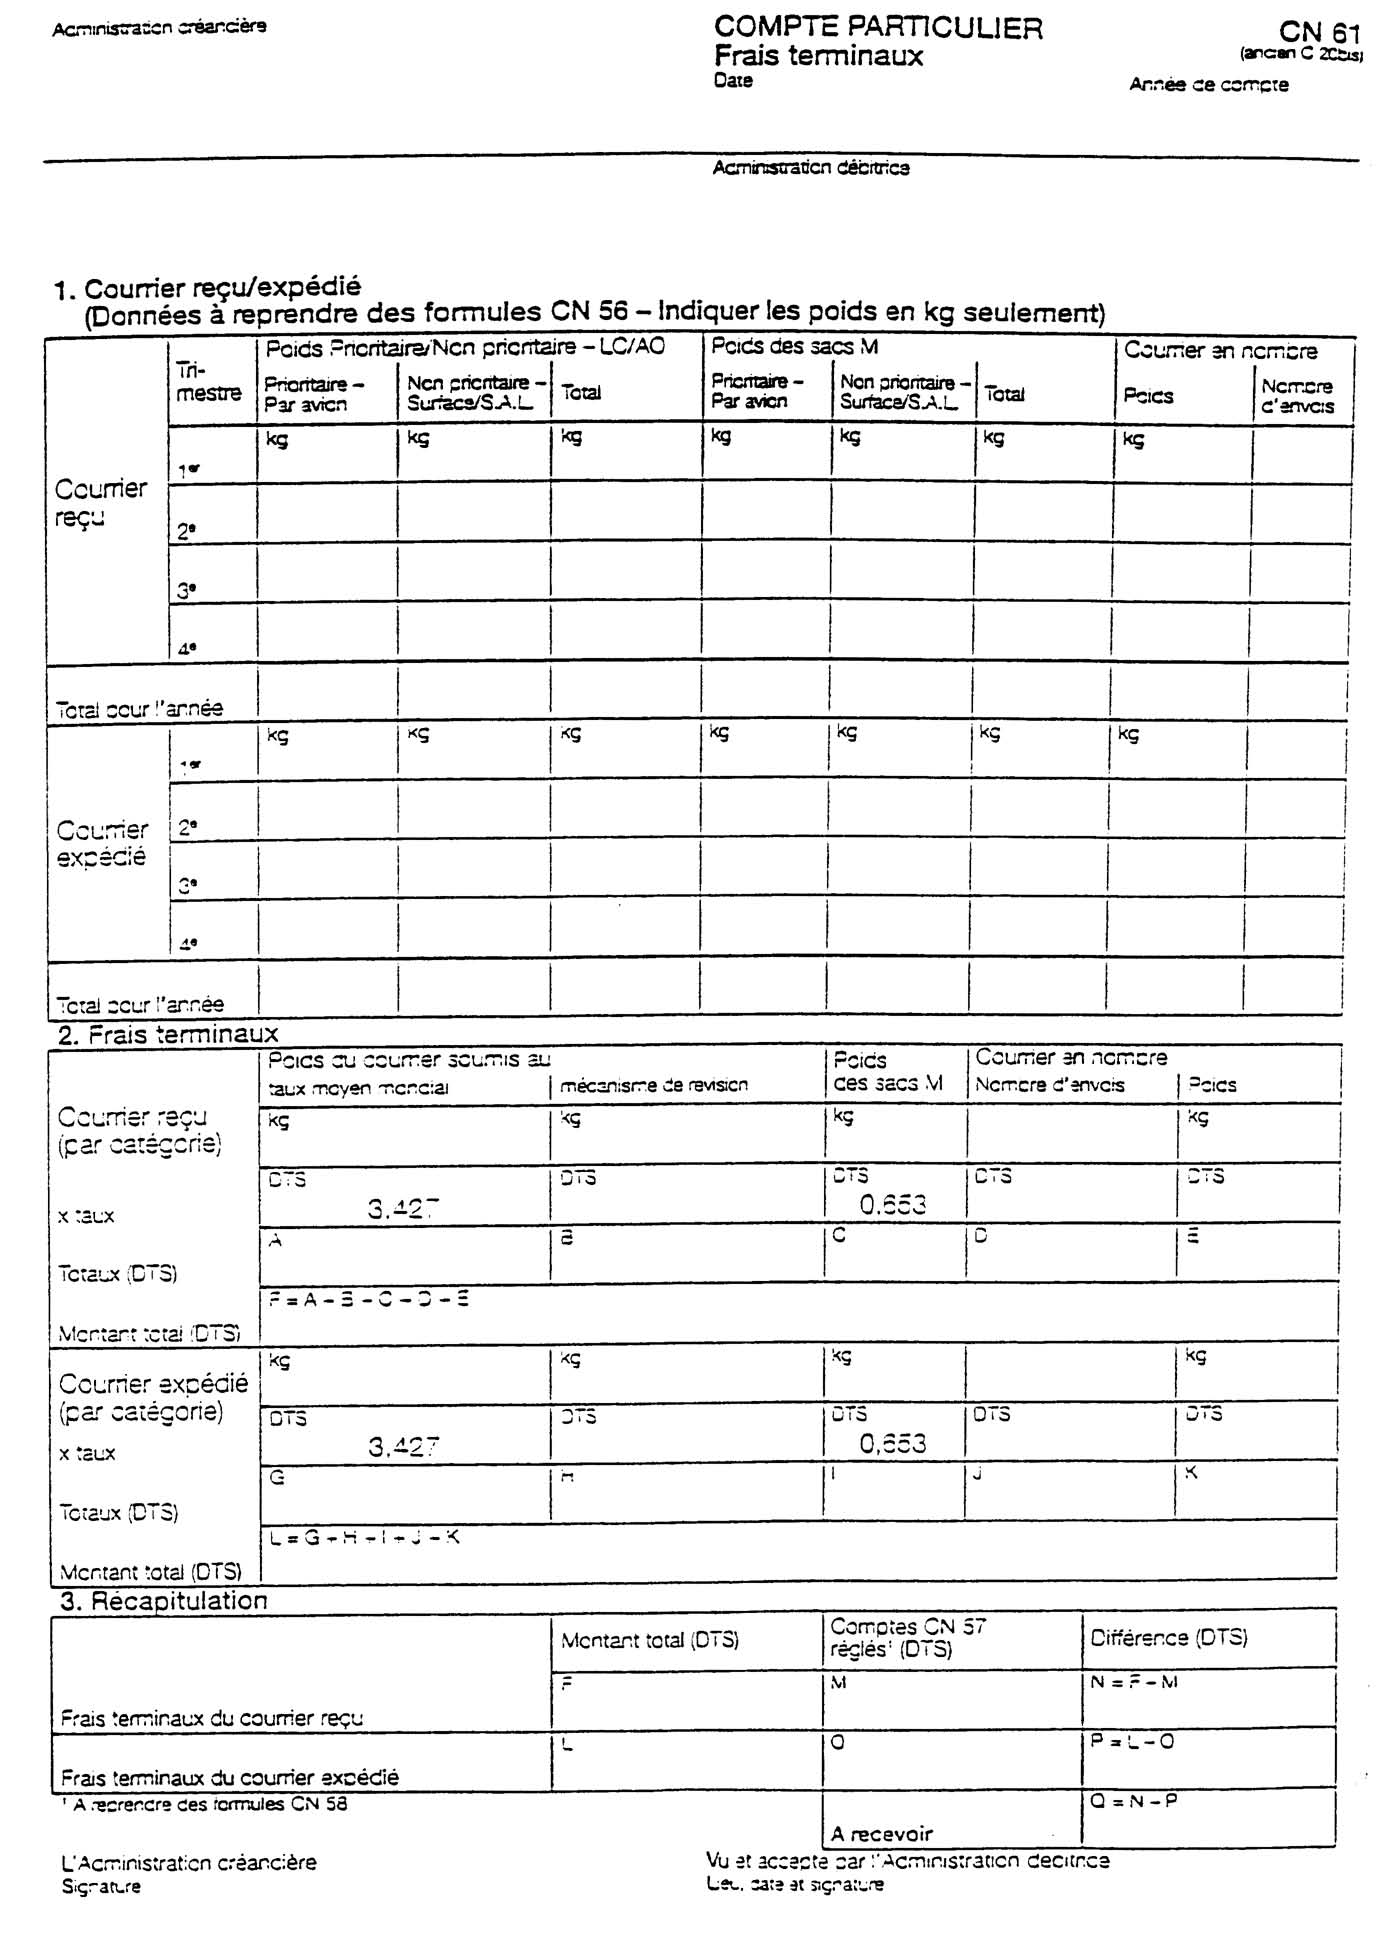 Administration créancière
COMPTE PARTICULIER
Frais terminaux
Date
CN 61
(ancien C 20bis)
Année de compte
Administration débitrice
1. Courrier reçu/expédié
(Données à reprendre des formules CN 56 – Indiquer les poids en kg seulement)
Tri-
mestre
Poids Prioritaire/Non prioritaire – LC/AO
Poids des sacs M
Courrier en nombre
Prioritaire –
Par avion
Non prioritaire –
Surface/S.A.L.
Total
Prioritaire –
Par avion
Non prioritaire –
Surface/S.A.L.
Total
Poids
Nombre
d'envois
Courrier
reçu
kg kg kg kg kg kg kg
1er
2e
3e
4e
Total pour l'année
Courrier
expédié
kg kg kg kg kg kg kg
1er
2e
3e
4e
Total pour l'année
2. Frais terminaux
Poids du courrier soumis au
taux moyen mondial
mécanisme de revision
Poids
des sacs M
Courrier en nombre
Nombre d'envois
Poids
Courrier reçu
(par catégorie)
kg kg kg kg
DTS DTS DTS DTS DTS
x taux 3,427 0,653
A B C D E
Totaux (DTS)
F = A + B + C + D + E
Montant total (DTS)
Courrier expédié
(par catégorie)
kg kg kg kg
DTS DTS DTS DTS DTS
x taux 3,427 0,653
G H I J K
Totaux (DTS)
L = G + H + I + J + K
Montant total (DTS)
3. Récapitulation
Montant total (DTS)
Comptes CN 57
réglés¹ (DTS)
Différence (DTS)
F M N = F – M
Frais terminaux du courrier reçu
L O P = L – O
Frais terminaux du courrier expédié
¹ A reprendre des formules CN 58
Q = N – P
A recevoir
L'Administration créancière
Signature
Vu et accepté par l'Administration débitrice
Lieu, date et signature